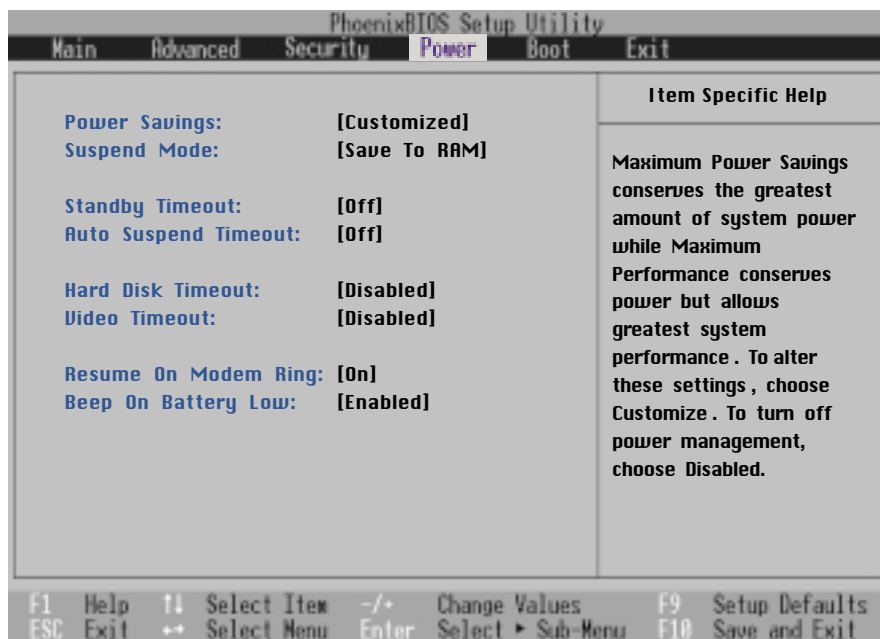 PhoenixBIOS Setup Utility
Main Advanced Security Power Boot Exit
Power Savings: [Customized]
Suspend Mode: [Save To RAM]
Standby Timeout: [Off]
Auto Suspend Timeout: [Off]
Hard Disk Timeout: [Disabled]
Video Timeout: [Disabled]
Resume On Modem Ring: [On]
Beep On Battery Low: [Enabled]
Item Specific Help
Maximum Power Savings
conserves the greatest
amount of system power
while Maximum
Performance conserves
power but allows
greatest system
performance. To alter
these settings, choose
Customize. To turn off
power management,
choose Disabled.
F1 Help ↑↓ Select Item -/+ Change Values F9 Setup Defaults
ESC Exit ←→ Select Menu Enter Select ▸ Sub-Menu F10 Save and Exit